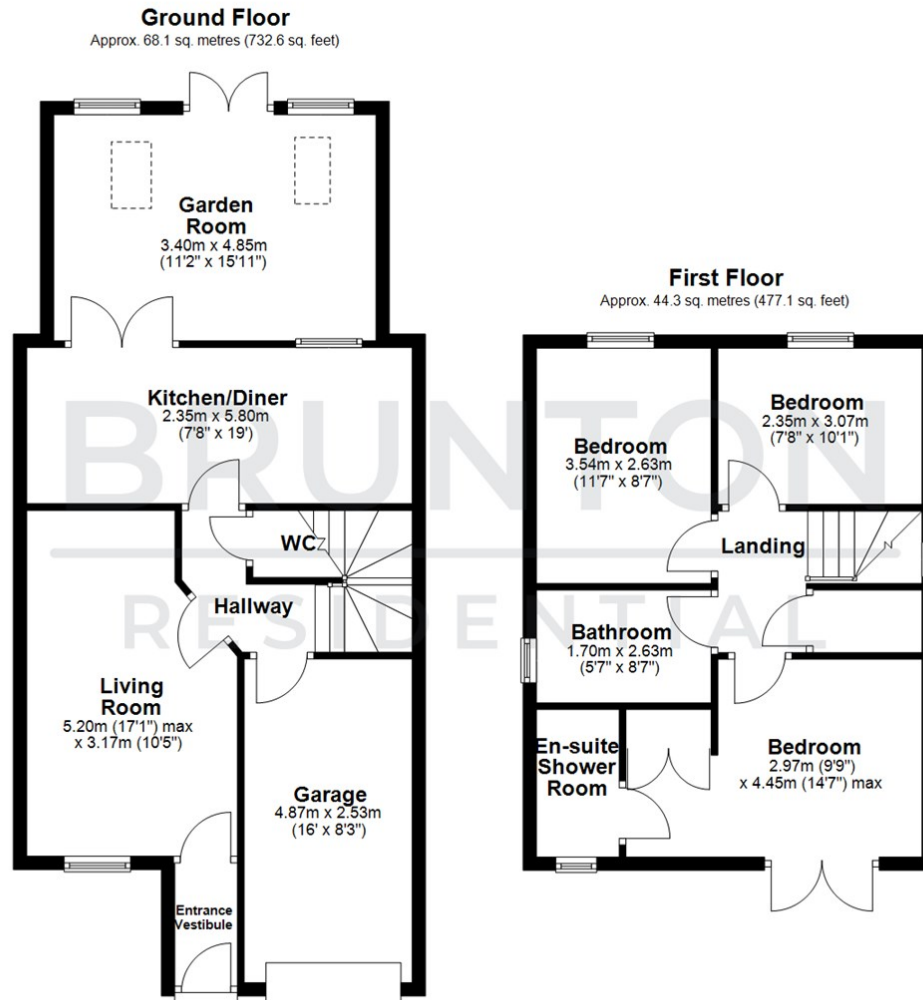 Ground Floor
Approx. 68.1 sq. metres (732.6 sq. feet)
Garden
Room
3.40m x 4.85m
(11'2" x 15'11")
Kitchen/Diner
2.35m x 5.80m
(7'8" x 19')
WC
Hallway
Living
Room
5.20m (17'1") max
x 3.17m (10'5")
Garage
4.87m x 2.53m
(16' x 8'3")
Entrance
Vestibule
First Floor
Approx. 44.3 sq. metres (477.1 sq. feet)
Bedroom
3.54m x 2.63m
(11'7" x 8'7")
Bedroom
2.35m x 3.07m
(7'8" x 10'1")
Landing
Bathroom
1.70m x 2.63m
(5'7" x 8'7")
En-suite
Shower
Room
Bedroom
2.97m (9'9")
x 4.45m (14'7") max
BRUNTON
RESIDENTIAL